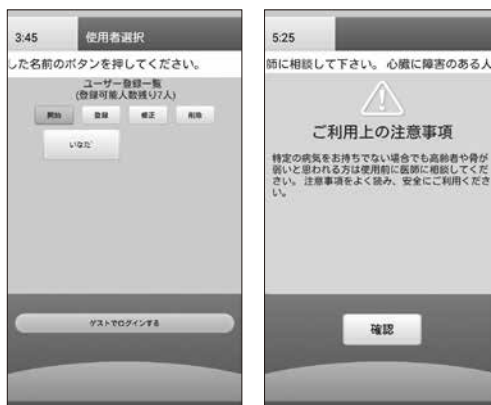 3:45
使用者選択
した名前のボタンを押してください。
ユーザー登録一覧
(登録可能人数残り7人)
開始
登録
修正
削除
いなだ
ゲストでログインする
5:25
師に相談して下さい。 心臓に障害のある人
ご利用上の注意事項
特定の病気をお持ちでない場合でも高齢者や骨が
弱いと思われる方は使用前に医師に相談してくだ
さい。 注意事項をよく読み、安全にご利用くださ
い。
確認